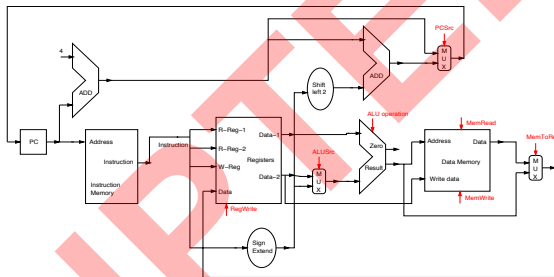 PCSrc
4
M
U
X
ADD
ADD
Shift
left 2
ALU operation
MemRead
MemToRe
PC
Address
Instruction
Instruction
Memory
Instruction
R-Reg-1
R-Reg-2
W-Reg
Registers
Data
Data-1
Data-2
RegWrite
ALUSrc
M
U
X
Zero
Result
Address
Data
Data Memory
Write data
MemWrite
M
U
X
Sign
Extend